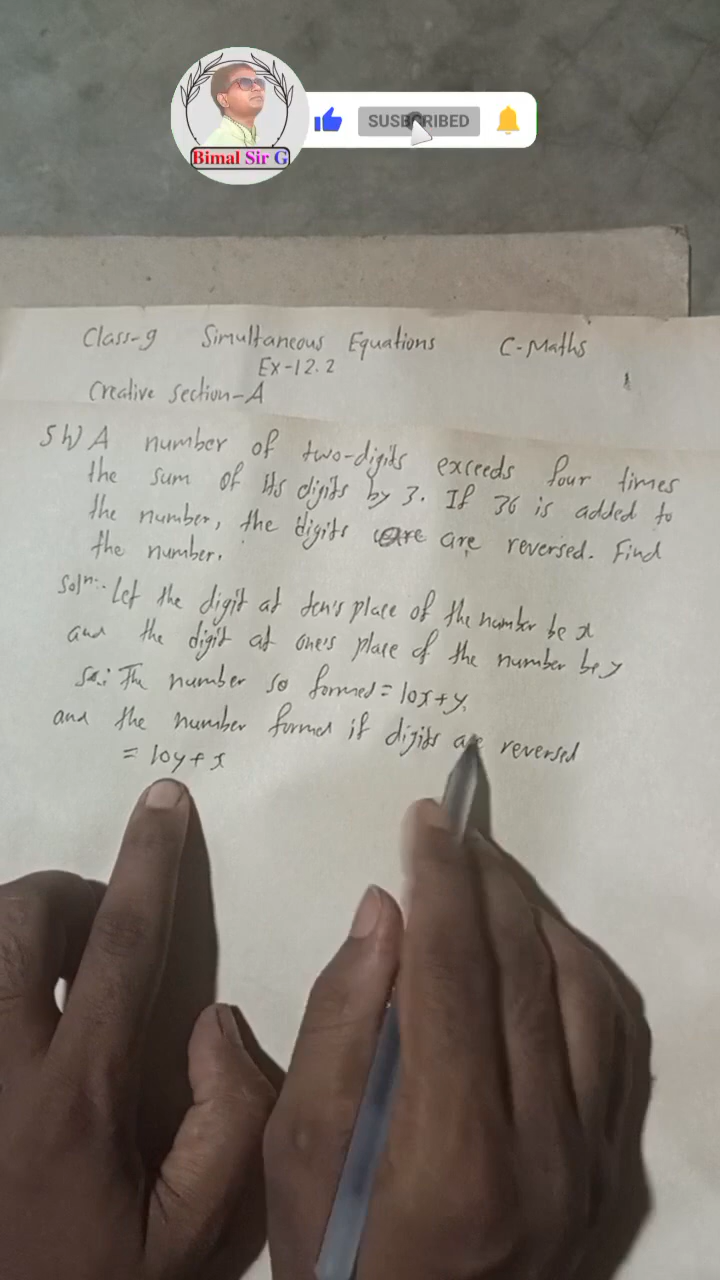 Bimal Sir G
SUSBCRIBED
Class-9 Simultaneous Equations C-Maths
Ex-12.2
Creative Section-A
5 h) A number of two-digits exceeds four times
the sum of its digits by 3. If 36 is added to
the number, the digits are reversed. Find
the number.
Soln:- Let the digit at ten's place of the number be x
and the digit at one's place of the number be y
The number so formed = 10x+y.
and the number formed if digits are reversed
= 10y+x